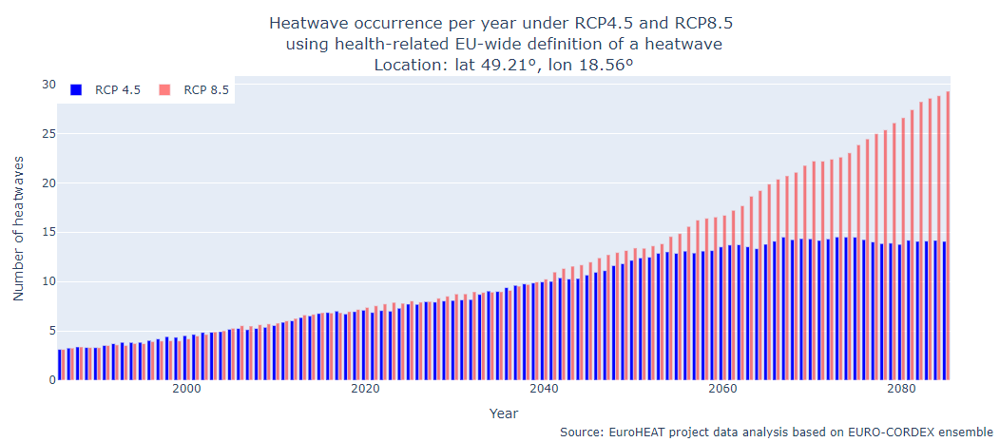 Heatwave occurrence per year under RCP4.5 and RCP8.5
using health-related EU-wide definition of a heatwave
Location: lat 49.21º, lon 18.56º
RCP 4.5
RCP 8.5
Number of heatwaves
30
25
20
15
10
5
0
2000
2020
2040
2060
2080
Year
Source: EuroHEAT project data analysis based on EURO-CORDEX ensemble